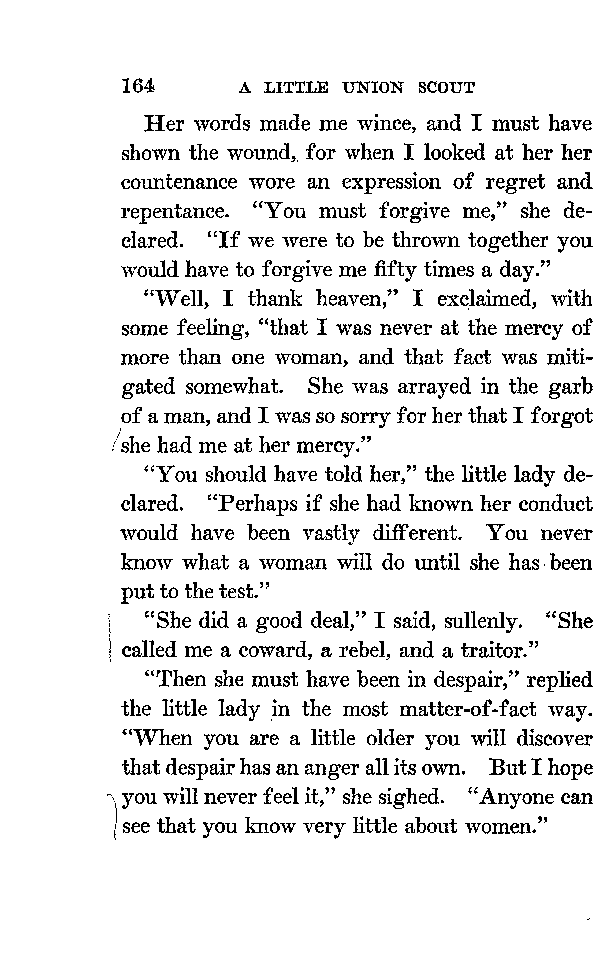 164 A LITTLE UNION SCOUT
Her words made me wince, and I must have
shown the wound, for when I looked at her her
countenance wore an expression of regret and
repentance. “You must forgive me,” she de-
clared. “If we were to be thrown together you
would have to forgive me fifty times a day.”
“Well, I thank heaven,” I exclaimed, with
some feeling, “that I was never at the mercy of
more than one woman, and that fact was miti-
gated somewhat. She was arrayed in the garb
of a man, and I was so sorry for her that I forgot
she had me at her mercy.”
“You should have told her,” the little lady de-
clared. “Perhaps if she had known her conduct
would have been vastly different. You never
know what a woman will do until she has been
put to the test.”
“She did a good deal,” I said, sullenly. “She
called me a coward, a rebel, and a traitor.”
“Then she must have been in despair,” replied
the little lady in the most matter-of-fact way.
“When you are a little older you will discover
that despair has an anger all its own. But I hope
you will never feel it,” she sighed. “Anyone can
see that you know very little about women.”